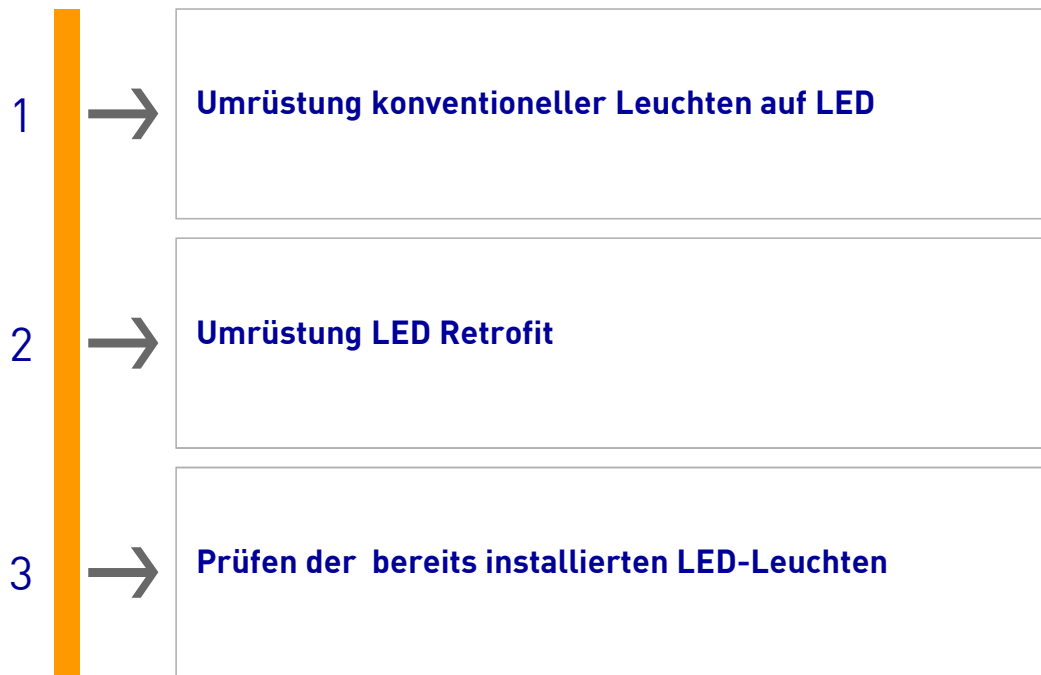 1
Umrüstung konventioneller Leuchten auf LED
2
Umrüstung LED Retrofit
3
Prüfen der  bereits installierten LED-Leuchten